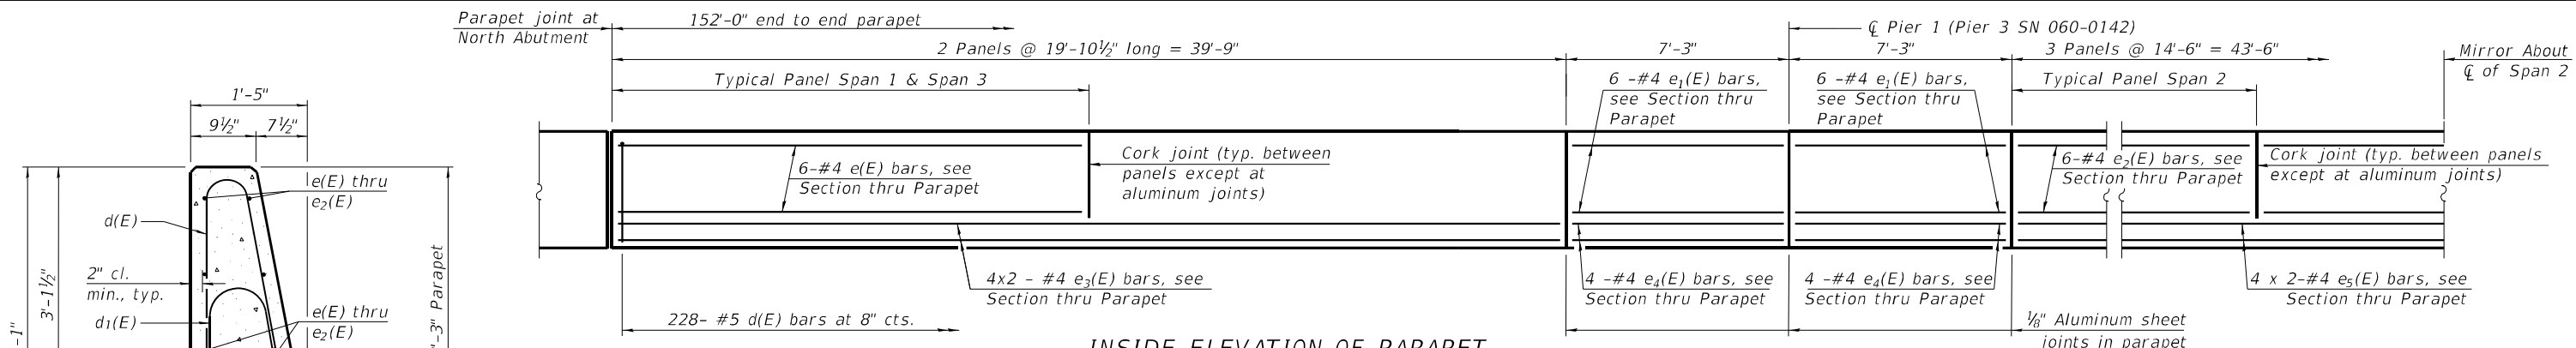 Parapet joint at
North Abutment
152'-0" end to end parapet
2 Panels @ 19'-10½" long = 39'-9"
Typical Panel Span 1 & Span 3
℄ Pier 1 (Pier 3 SN 060-0142)
7'-3"
7'-3"
3 Panels @ 14'-6" = 43'-6"
Typical Panel Span 2
Mirror About
℄ of Span 2
6 -#4 e₁(E) bars,
see Section thru
Parapet
6 -#4 e₁(E) bars,
see Section thru
Parapet
1'-5"
9½"
7½"
e(E) thru
e₂(E)
d(E)
2" cl.
min., typ.
d₁(E)
e(E) thru
e₂(E)
3'-1½"
-1"
"-3" Parapet
6-#4 e(E) bars, see
Section thru Parapet
Cork joint (typ. between
panels except at
aluminum joints)
6-#4 e₂(E) bars, see
Section thru Parapet
Cork joint (typ. between panels
except at aluminum joints)
4x2 - #4 e₃(E) bars, see
Section thru Parapet
4 -#4 e₄(E) bars, see
Section thru Parapet
4 -#4 e₄(E) bars, see
Section thru Parapet
4 x 2-#4 e₅(E) bars, see
Section thru Parapet
228- #5 d(E) bars at 8" cts.
⅛" Aluminum sheet
joints in parapet
INSIDE ELEVATION OF PARAPET